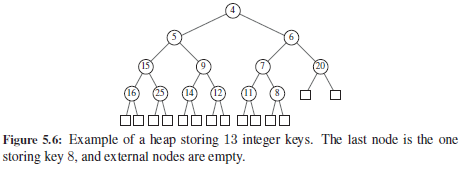 4
5 6
15 9 7 20
16 25 14 12 11 8
Figure 5.6: Example of a heap storing 13 integer keys. The last node is the one
storing key 8, and external nodes are empty.